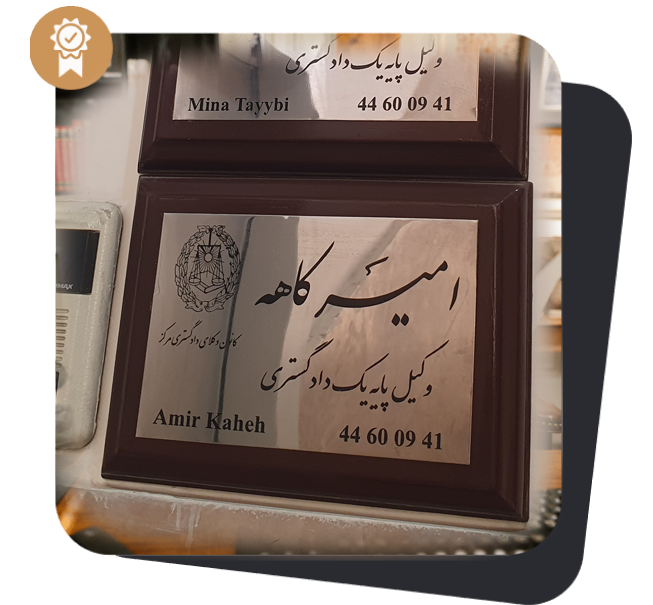 وکیل پایه یک دادگستری
Mina Tayybi 44 60 09 41
امیر کاهه
کانون وکلای دادگستری مرکز
وکیل پایه یک دادگستری
Amir Kaheh 44 60 09 41